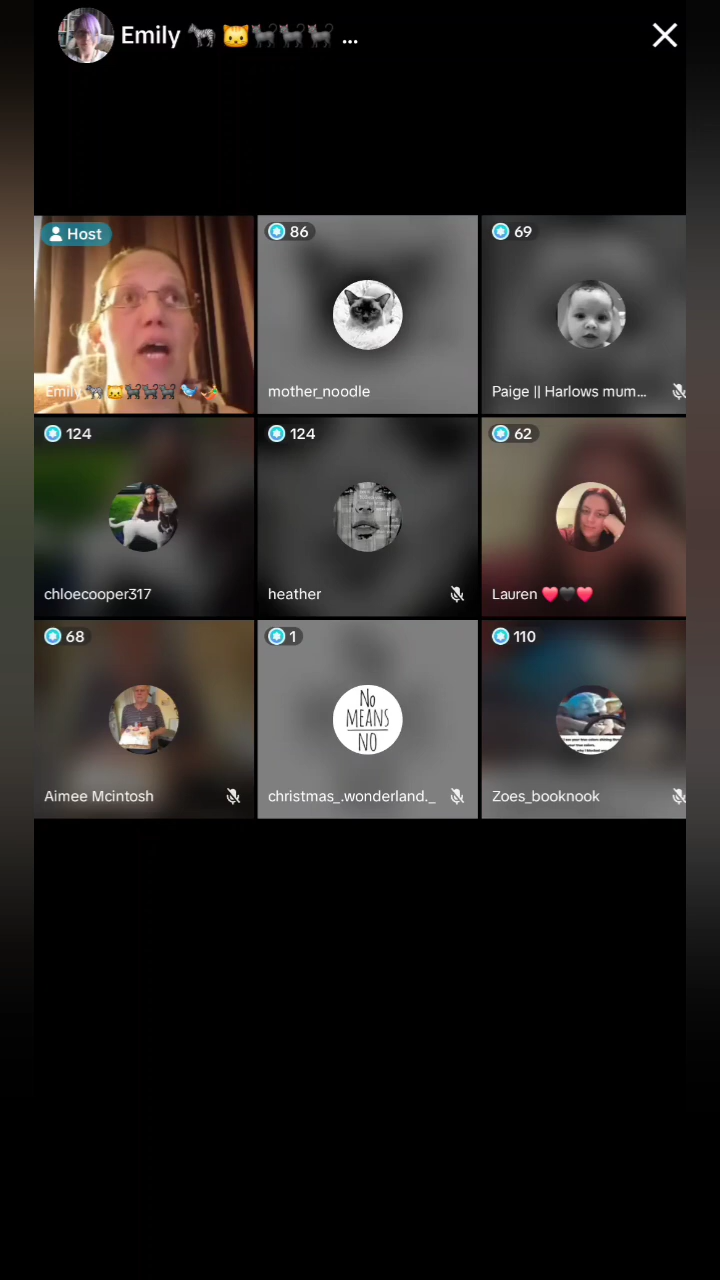 Emily 🦓 🐱🐈‍⬛🐈‍⬛🐈‍⬛ ...
Host
Emily
86
mother_noodle
69
Paige || Harlows mum...
124
chloecooper317
124
heather
62
Lauren ❤️🖤❤️
68
Aimee Mcintosh
1
No
MEANS
NO
christmas_.wonderland._
110
Zoes_booknook